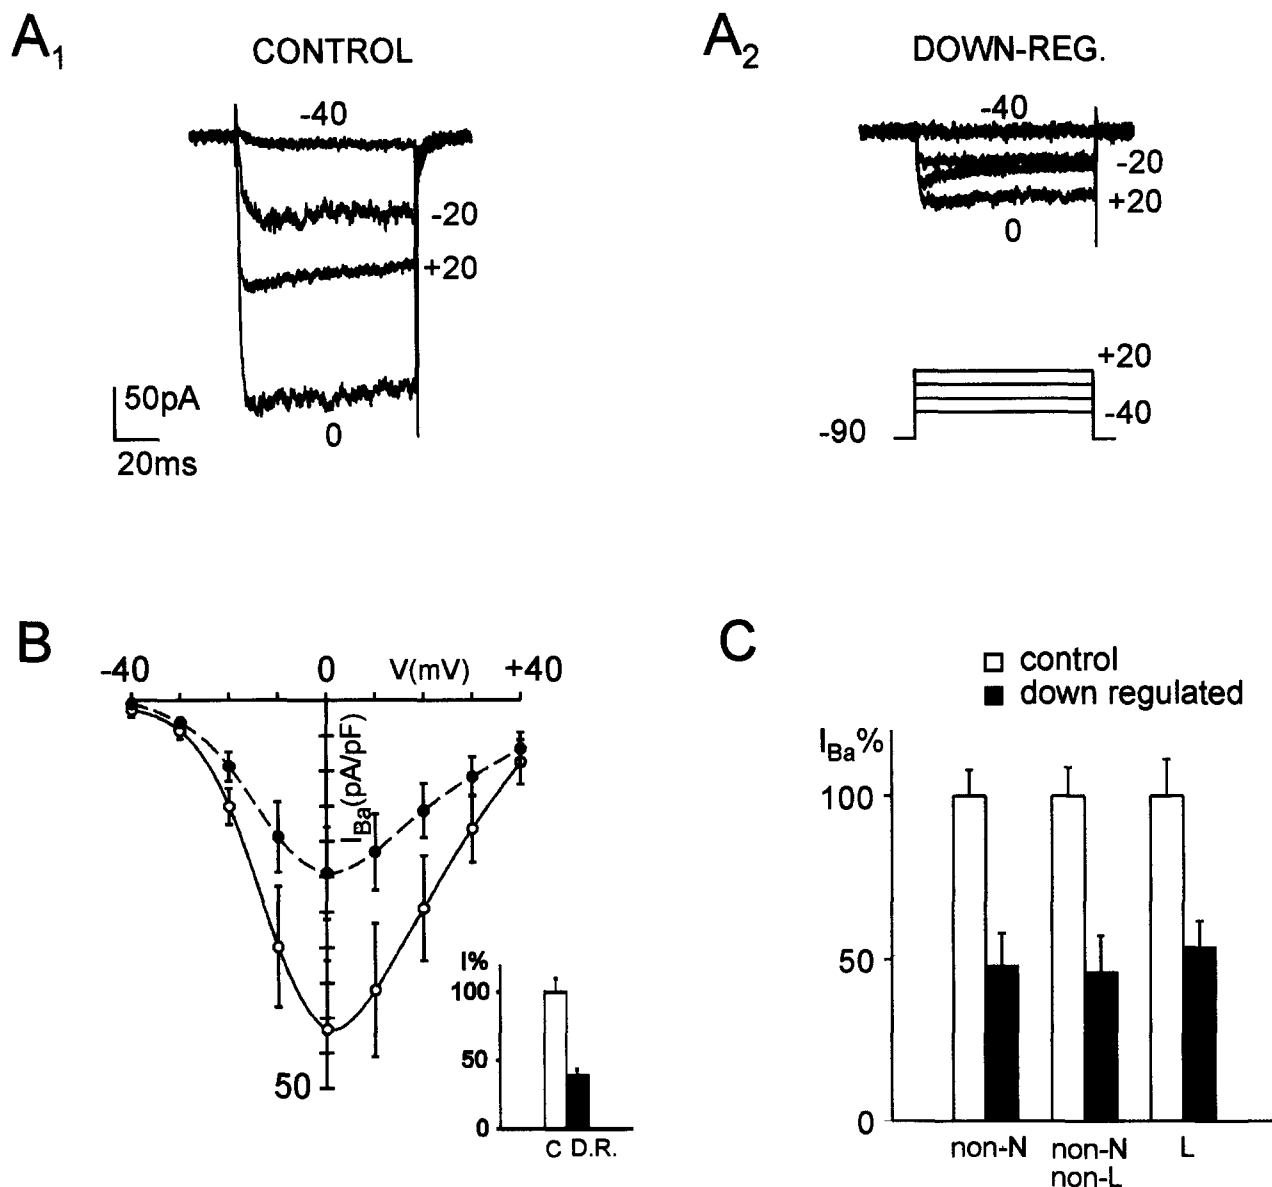 A1
CONTROL
-40
-20
+20
0
50pA
20ms
A2
DOWN-REG.
-40
-20
+20
0
+20
-40
-90
B
-40 0 V(mV) +40
IBa(pA/pF)
50
I%
100
50
0
C D.R.
C
control
down regulated
IBa%
100
50
0
non-N non-N L
non-L